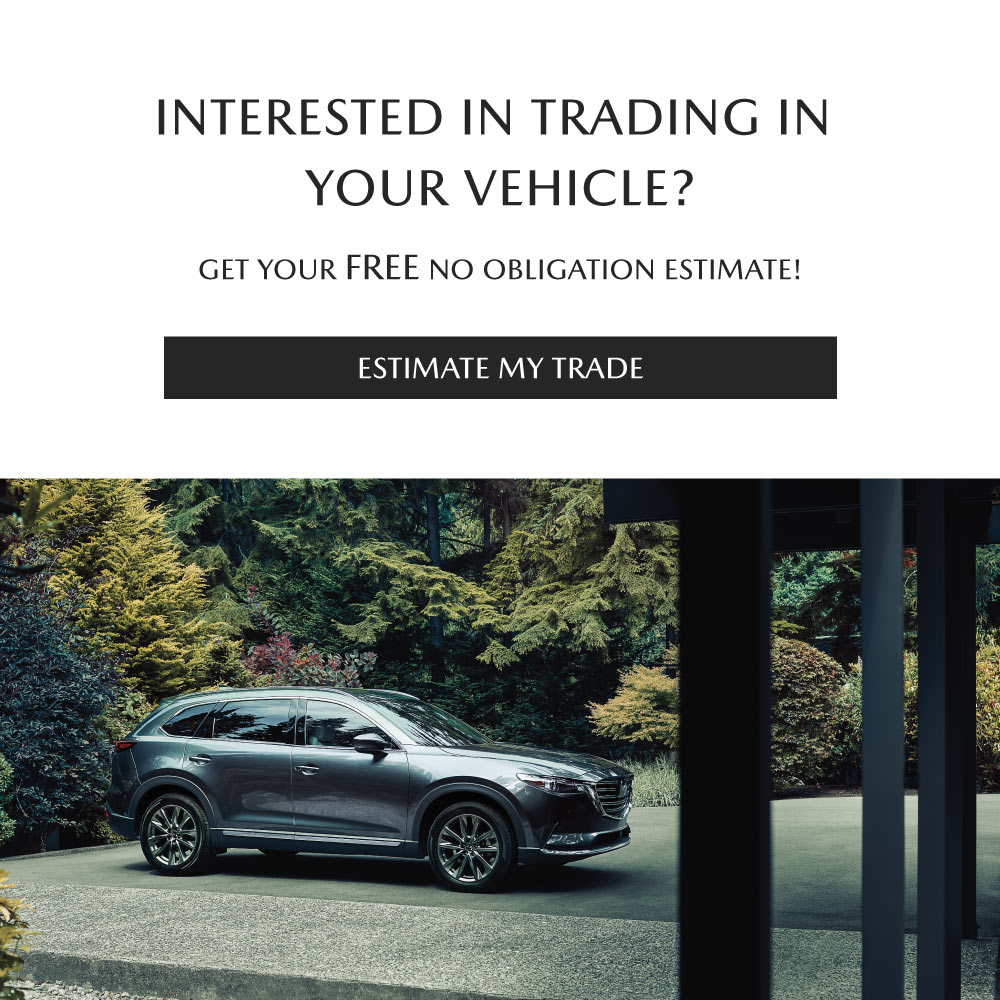 INTERESTED IN TRADING IN
YOUR VEHICLE?
GET YOUR FREE NO OBLIGATION ESTIMATE!
ESTIMATE MY TRADE